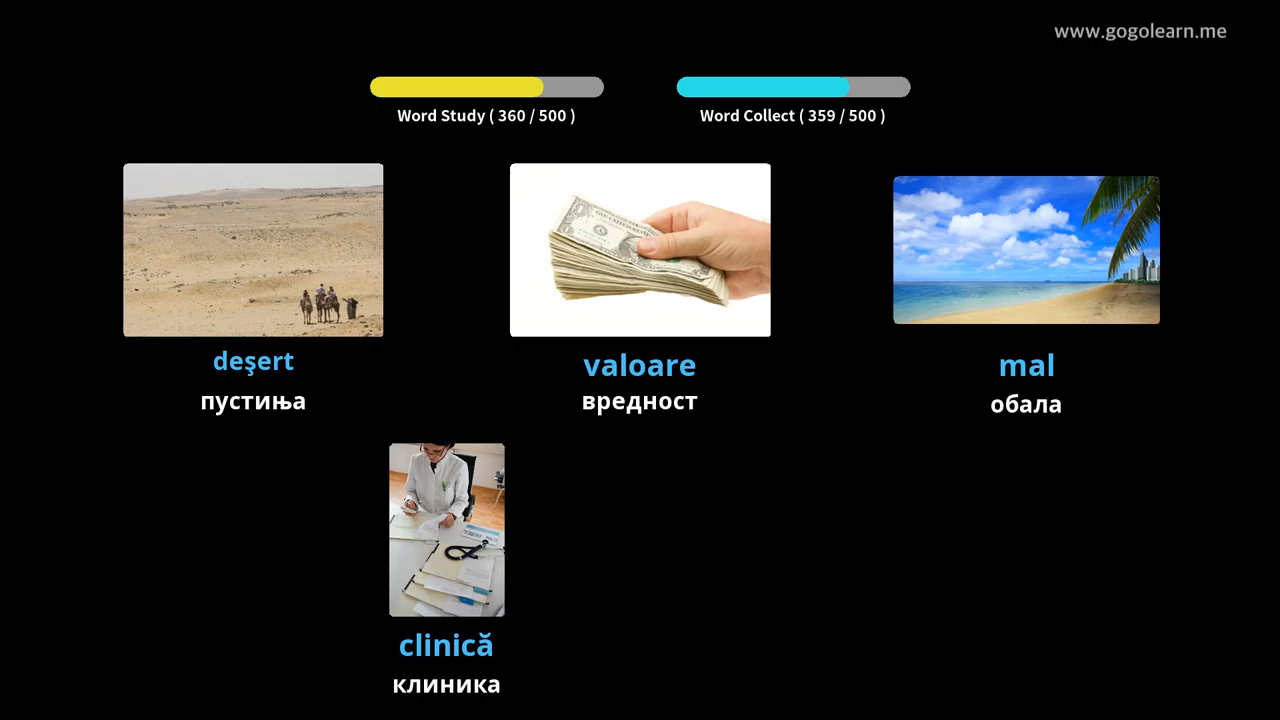 www.gogolearn.me
Word Study ( 360 / 500 )
Word Collect ( 359 / 500 )
deşert
valoare
mal
пустиња
вредност
обала
clinică
клиника